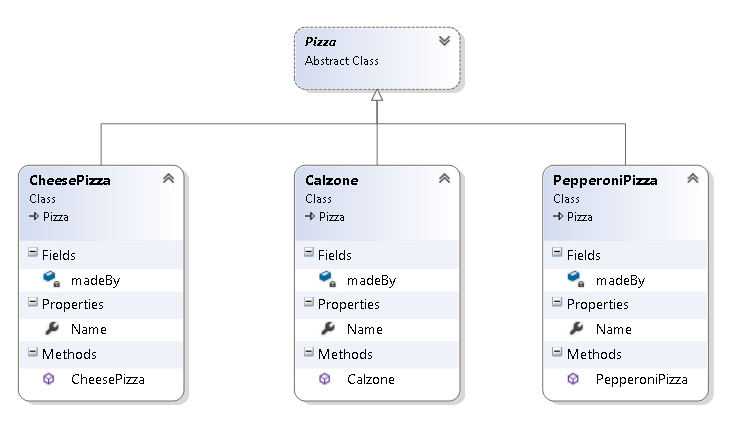 Pizza
Abstract Class
CheesePizza
Class
Pizza
Fields
madeBy
Properties
Name
Methods
CheesePizza
Calzone
Class
Pizza
Fields
madeBy
Properties
Name
Methods
Calzone
PepperoniPizza
Class
Pizza
Fields
madeBy
Properties
Name
Methods
PepperoniPizza